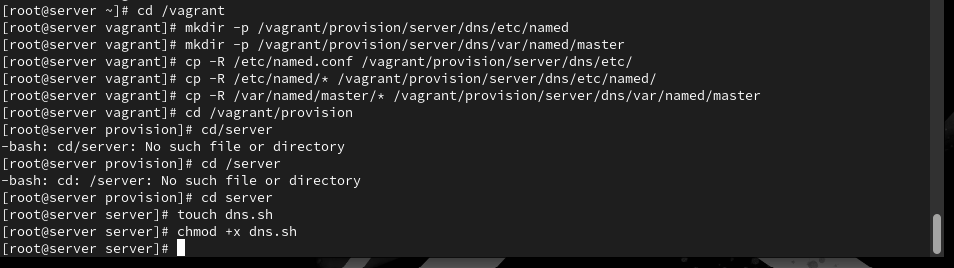 [root@server ~]# cd /vagrant
[root@server vagrant]# mkdir -p /vagrant/provision/server/dns/etc/named
[root@server vagrant]# mkdir -p /vagrant/provision/server/dns/var/named/master
[root@server vagrant]# cp -R /etc/named.conf /vagrant/provision/server/dns/etc/
[root@server vagrant]# cp -R /etc/named/* /vagrant/provision/server/dns/etc/named/
[root@server vagrant]# cp -R /var/named/master/* /vagrant/provision/server/dns/var/named/master
[root@server vagrant]# cd /vagrant/provision
[root@server provision]# cd/server
-bash: cd/server: No such file or directory
[root@server provision]# cd /server
-bash: cd: /server: No such file or directory
[root@server provision]# cd server
[root@server server]# touch dns.sh
[root@server server]# chmod +x dns.sh
[root@server server]#